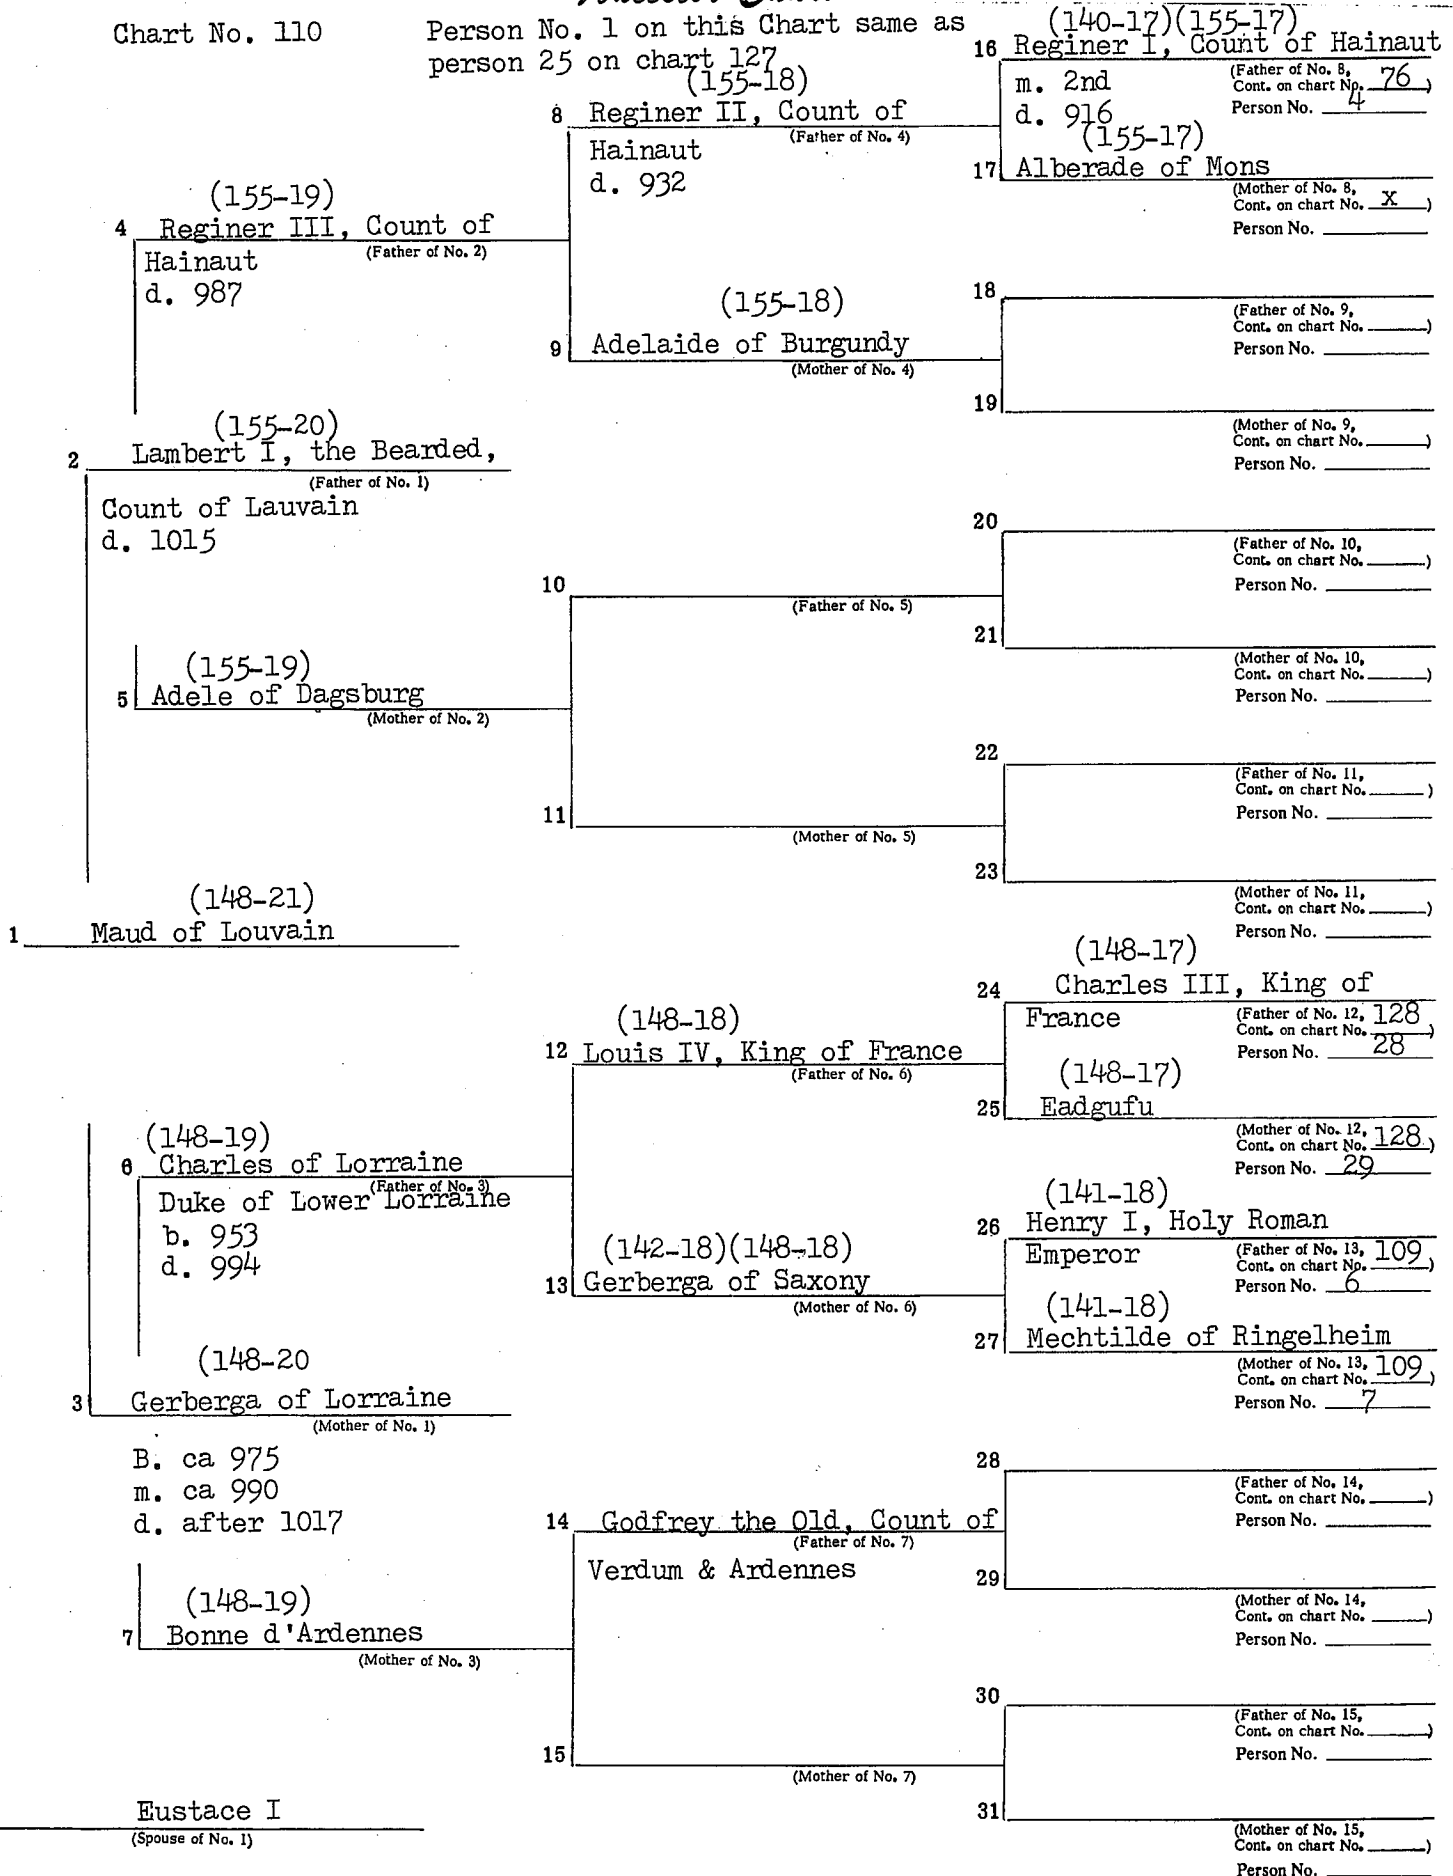 Chart No. 110
Person No. 1 on this Chart same as
person 25 on chart 127
(148-21)
1 Maud of Louvain
(155-20)
2 Lambert I, the Bearded,
(Father of No. 1)
Count of Lauvain
d. 1015
(148-20
3 Gerberga of Lorraine
(Mother of No. 1)
B. ca 975
m. ca 990
d. after 1017
Eustace I
(Spouse of No. 1)
(155-19)
4 Reginer III, Count of
(Father of No. 2)
Hainaut
d. 987
(155-19)
5 Adele of Dagsburg
(Mother of No. 2)
(148-19)
6 Charles of Lorraine
(Father of No. 3)
Duke of Lower Lorraine
b. 953
d. 994
(148-19)
7 Bonne d'Ardennes
(Mother of No. 3)
(155-18)
8 Reginer II, Count of
(Father of No. 4)
Hainaut
d. 932
(155-18)
9 Adelaide of Burgundy
(Mother of No. 4)
10
(Father of No. 5)
11
(Mother of No. 5)
(148-18)
12 Louis IV, King of France
(Father of No. 6)
(142-18)(148-18)
13 Gerberga of Saxony
(Mother of No. 6)
14 Godfrey the Old, Count of
(Father of No. 7)
Verdum & Ardennes
15
(Mother of No. 7)
(140-17)(155-17)
16 Reginer I, Count of Hainaut
m. 2nd
d. 916
(Father of No. 8,
Cont. on chart No. 76)
Person No. 4
(155-17)
17 Alberade of Mons
(Mother of No. 8,
Cont. on chart No. x)
Person No.
18
(Father of No. 9,
Cont. on chart No. )
Person No.
19
(Mother of No. 9,
Cont. on chart No. )
Person No.
20
(Father of No. 10,
Cont. on chart No. )
Person No.
21
(Mother of No. 10,
Cont. on chart No. )
Person No.
22
(Father of No. 11,
Cont. on chart No. )
Person No.
23
(Mother of No. 11,
Cont. on chart No. )
Person No.
(148-17)
24 Charles III, King of
France
(Father of No. 12,
Cont. on chart No. 128)
Person No. 28
(148-17)
25 Eadgufu
(Mother of No. 12,
Cont. on chart No. 128)
Person No. 29
(141-18)
26 Henry I, Holy Roman
Emperor
(Father of No. 13,
Cont. on chart No. 109)
Person No. 6
(141-18)
27 Mechtilde of Ringelheim
(Mother of No. 13,
Cont. on chart No. 109)
Person No. 7
28
(Father of No. 14,
Cont. on chart No. )
Person No.
29
(Mother of No. 14,
Cont. on chart No. )
Person No.
30
(Father of No. 15,
Cont. on chart No. )
Person No.
31
(Mother of No. 15,
Cont. on chart No. )
Person No.